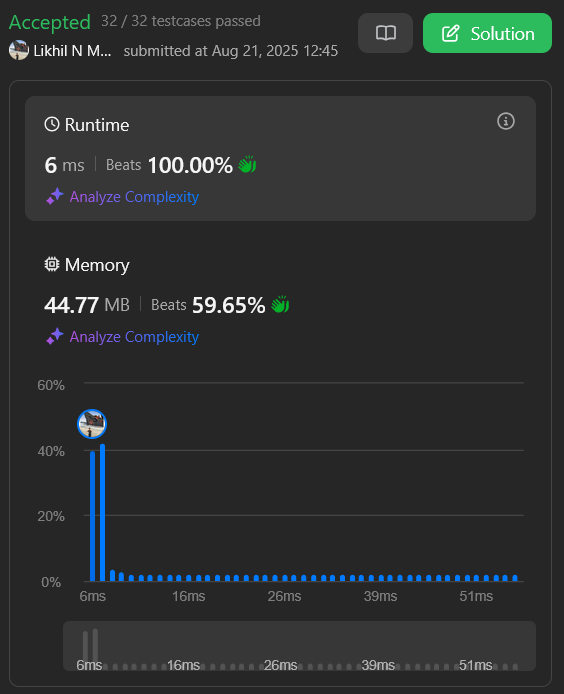 Accepted 32 / 32 testcases passed
Likhil N M... submitted at Aug 21, 2025 12:45
Solution
Runtime
6 ms Beats 100.00%
Analyze Complexity
Memory
44.77 MB Beats 59.65%
Analyze Complexity
60%
40%
20%
0%
6ms 16ms 26ms 39ms 51ms
6ms 16ms 26ms 39ms 51ms